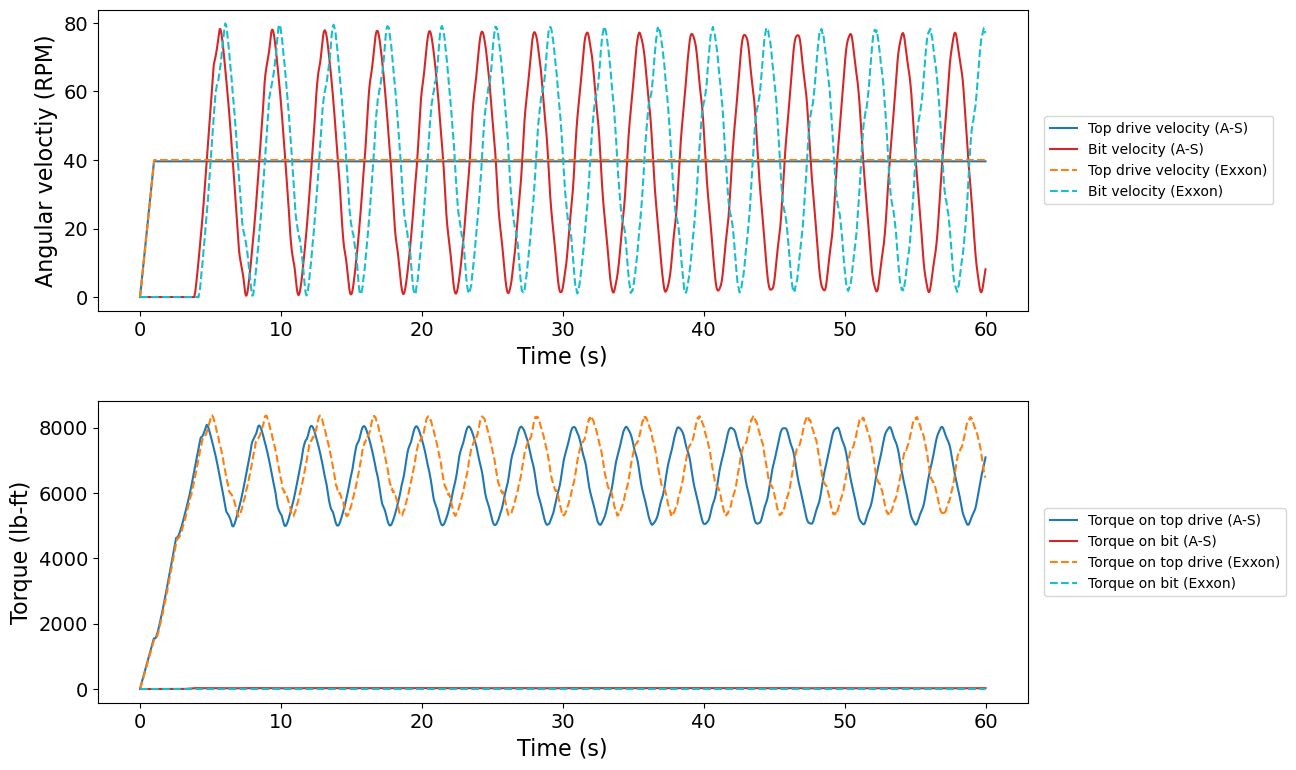 Angular veloctiy (RPM)
80
60
40
20
0
0 10 20 30 40 50 60
Time (s)
Top drive velocity (A-S)
Bit velocity (A-S)
Top drive velocity (Exxon)
Bit velocity (Exxon)
Torque (lb-ft)
8000
6000
4000
2000
0
0 10 20 30 40 50 60
Time (s)
Torque on top drive (A-S)
Torque on bit (A-S)
Torque on top drive (Exxon)
Torque on bit (Exxon)